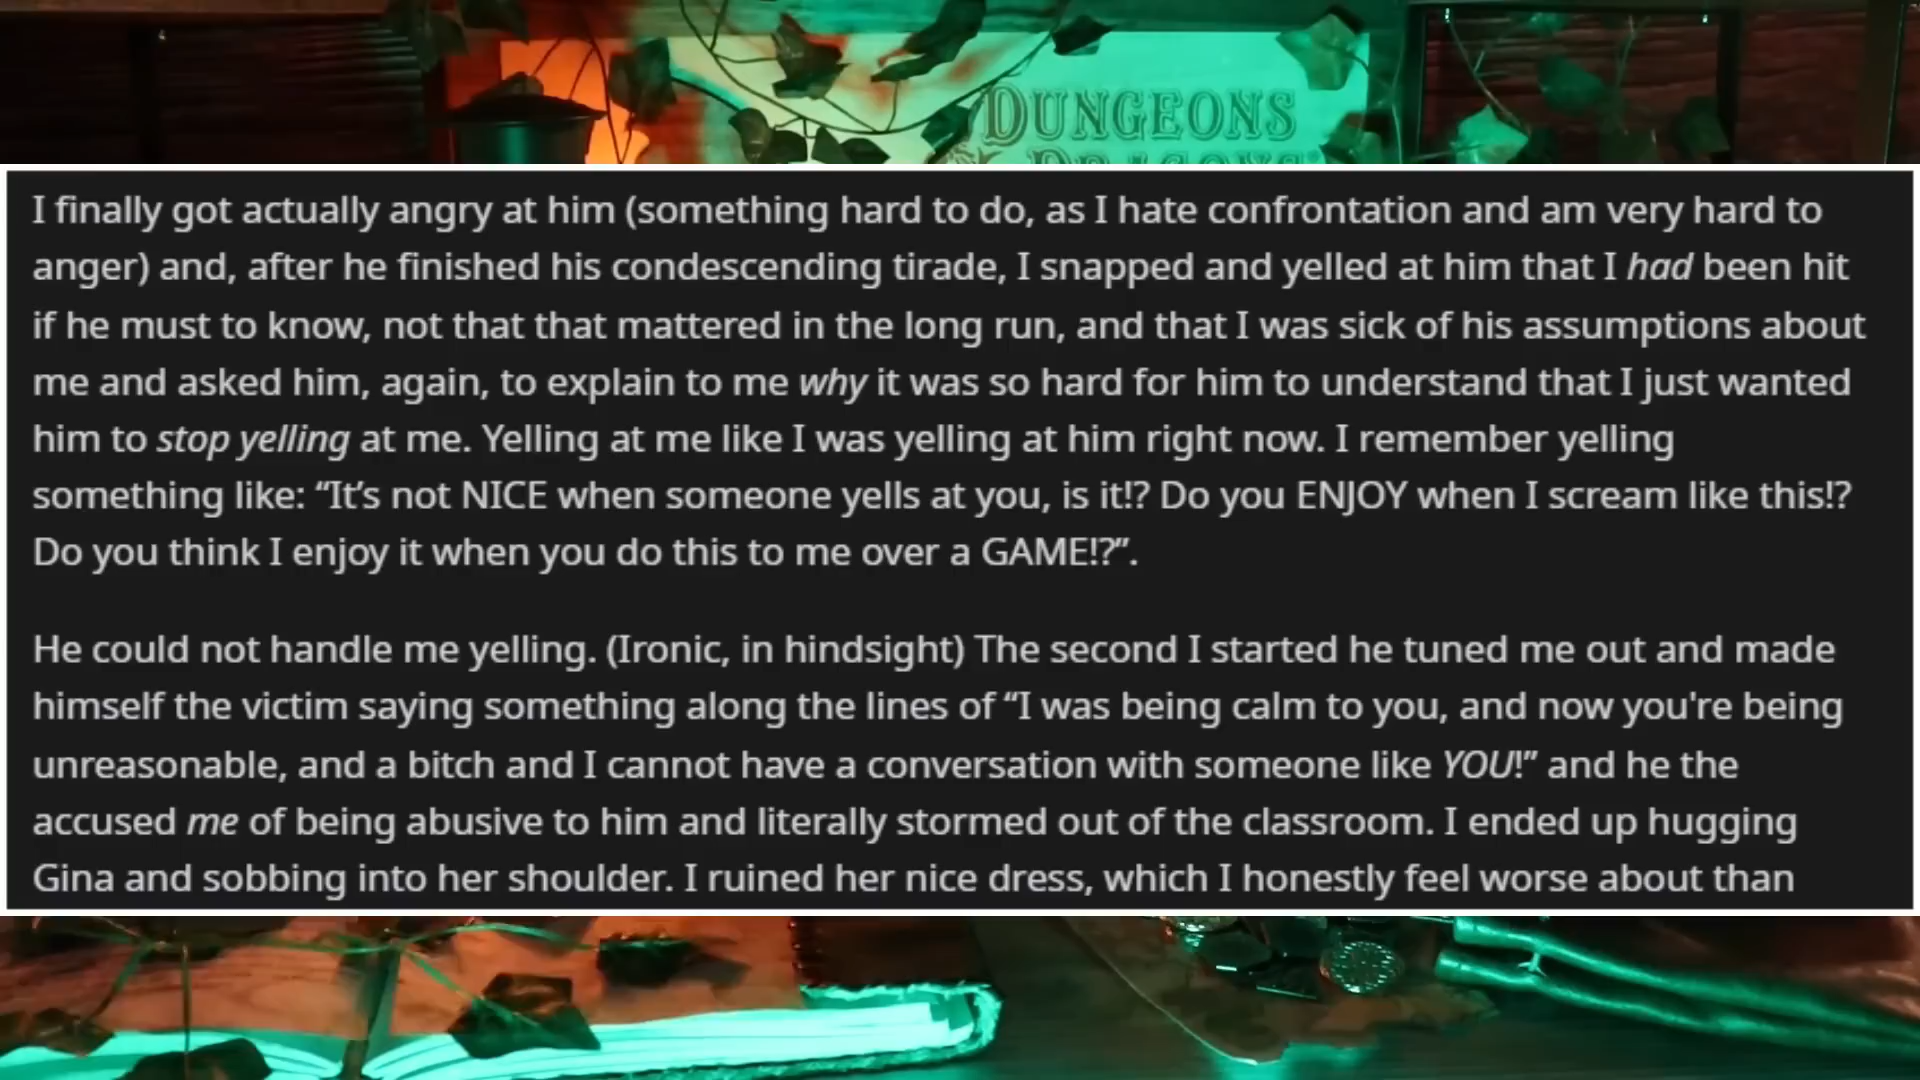 DUNGEONS
DRAGONS
I finally got actually angry at him (something hard to do, as I hate confrontation and am very hard to
anger) and, after he finished his condescending tirade, I snapped and yelled at him that I had been hit
if he must to know, not that that mattered in the long run, and that I was sick of his assumptions about
me and asked him, again, to explain to me why it was so hard for him to understand that I just wanted
him to stop yelling at me. Yelling at me like I was yelling at him right now. I remember yelling
something like: “It’s not NICE when someone yells at you, is it!? Do you ENJOY when I scream like this!?
Do you think I enjoy it when you do this to me over a GAME!?”.
He could not handle me yelling. (Ironic, in hindsight) The second I started he tuned me out and made
himself the victim saying something along the lines of “I was being calm to you, and now you're being
unreasonable, and a bitch and I cannot have a conversation with someone like YOU!” and he the
accused me of being abusive to him and literally stormed out of the classroom. I ended up hugging
Gina and sobbing into her shoulder. I ruined her nice dress, which I honestly feel worse about than